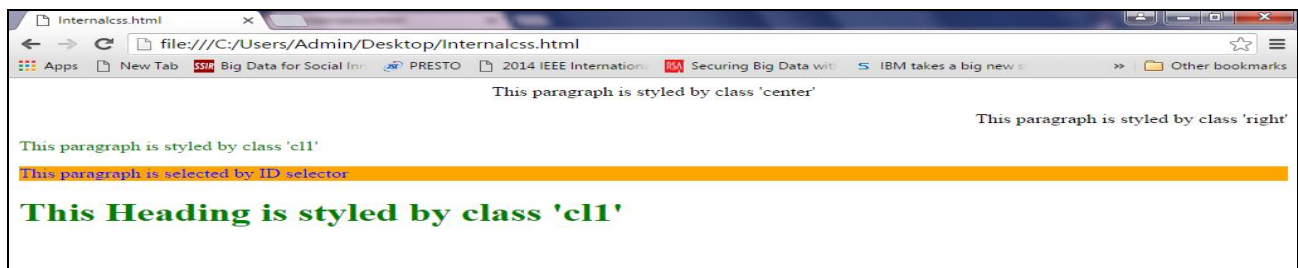 Internalcss.html
file:///C:/Users/Admin/Desktop/Internalcss.html
Apps New Tab SSIR Big Data for Social PRESTO 2014 IEEE Internation RSA Securing Big Data wit S IBM takes a big new » Other bookmarks
This paragraph is styled by class 'center'
This paragraph is styled by class 'right'
This paragraph is styled by class 'cl1'
This paragraph is selected by ID selector
This Heading is styled by class 'cl1'